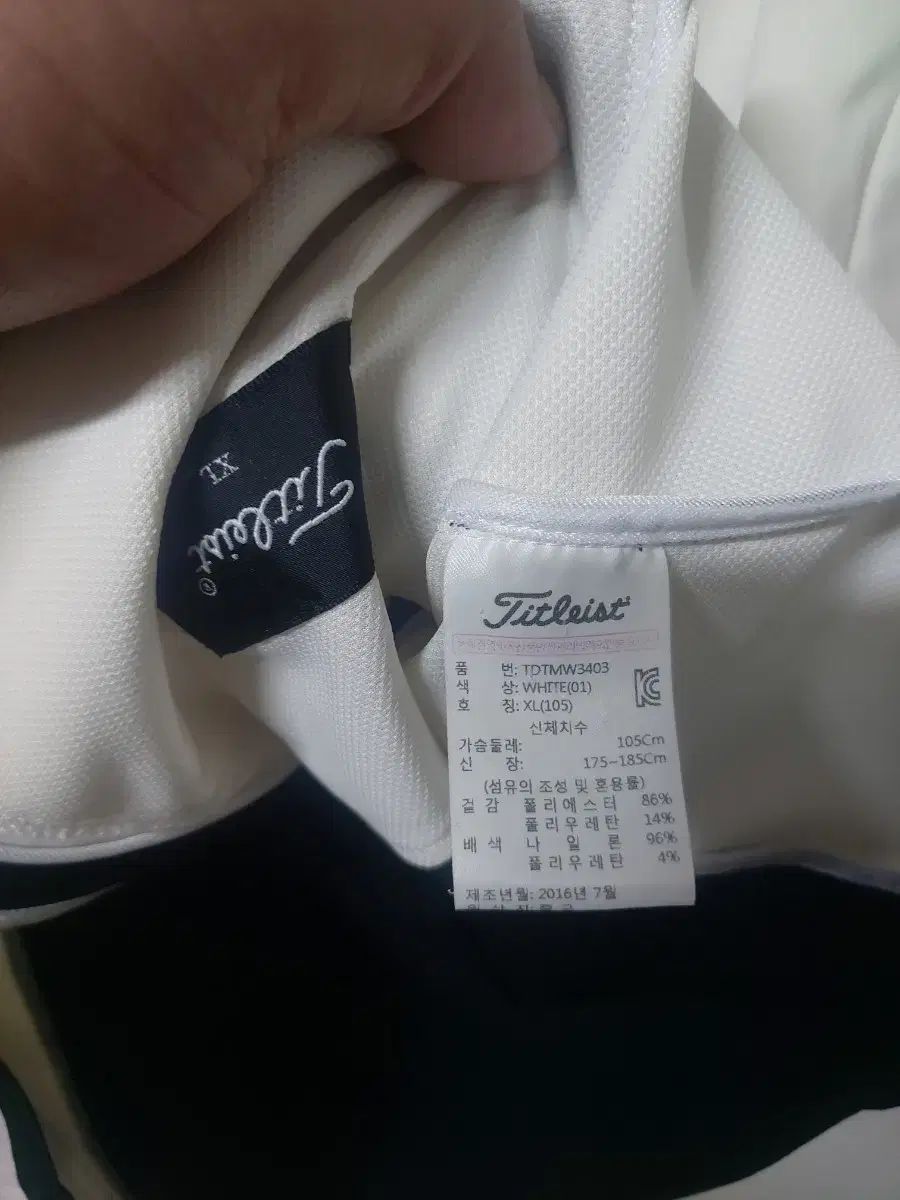 XL
Titleist®
Titleist
품 번: TDTMW3403
색 상: WHITE(01)
호 칭: XL(105)
신체치수
가슴둘레: 105Cm
신 장: 175~185Cm
(섬유의 조성 및 혼용률)
겉감 폴리에스터 86%
폴리우레탄 14%
배색 나일론 96%
폴리우레탄 4%
제조년월: 2016년 7월